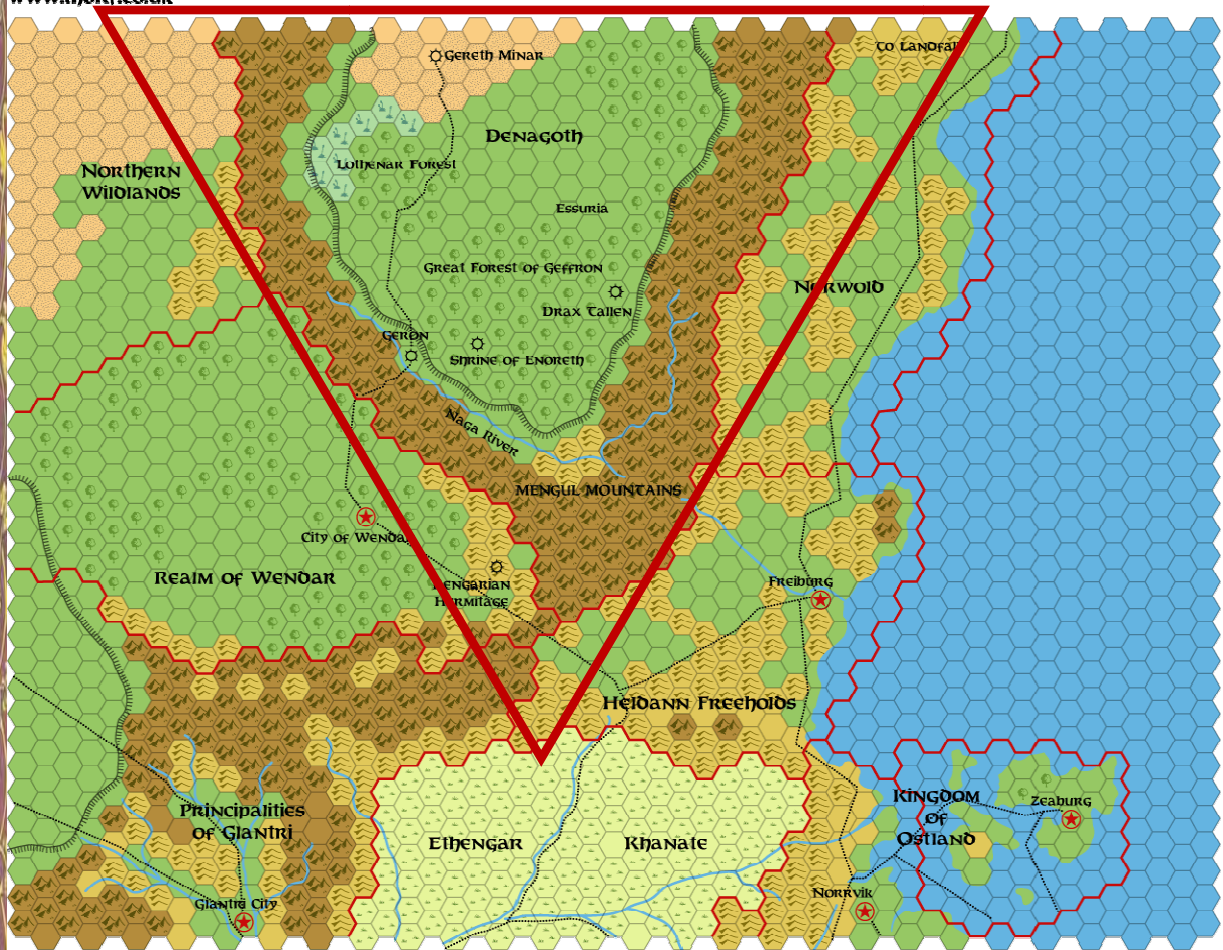 To Landfall
Gereth Minar
Denagoth
Lothenar Forest
Northern
Wildlands
Essuria
Great Forest of Geffron
Norwold
Drax Tallen
Geron
Shrine of Enoreth
Naga River
MENGUL MOUNTAINS
City of Wendar
Realm of Wendar
Freiburg
Hermitage
Heldann Freeholds
Kingdom
of
Ostland
Zeaburg
Principalities
of Glantri
Ethengar
Khanate
Norrvik
Glantri City